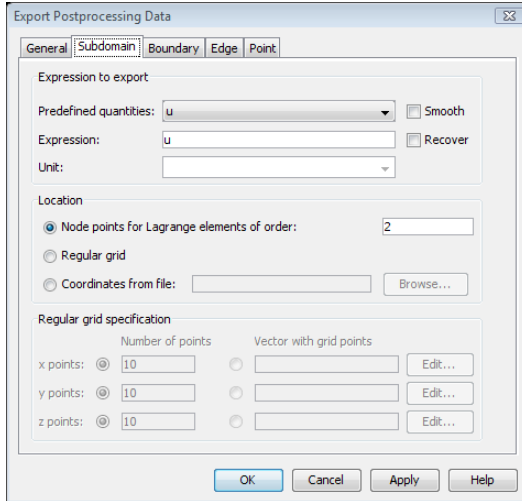 Export Postprocessing Data
General Subdomain Boundary Edge Point
Expression to export
Predefined quantities: u Smooth
Expression: u Recover
Unit:
Location
Node points for Lagrange elements of order: 2
Regular grid
Coordinates from file: Browse...
Regular grid specification
Number of points Vector with grid points
x points: 10 Edit...
y points: 10 Edit...
z points: 10 Edit...
OK Cancel Apply Help